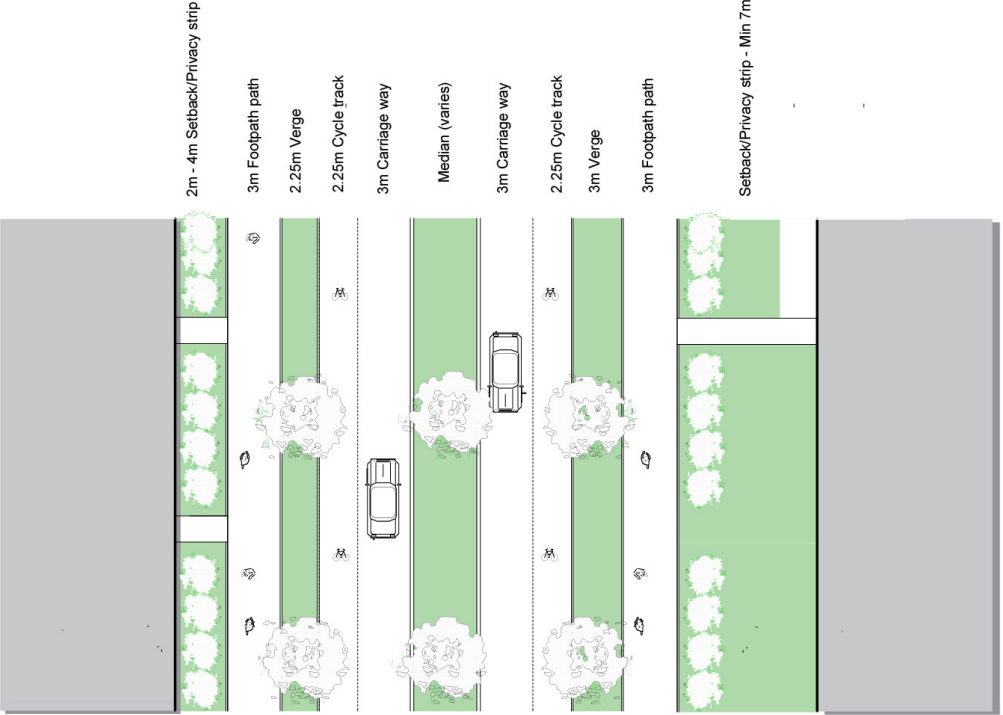 2m - 4m Setback/Privacy strip
3m Footpath path
2.25m Verge
2.25m Cycle track
3m Carriage way
Median (varies)
3m Carriage way
2.25m Cycle track
3m Verge
3m Footpath path
Setback/Privacy strip - Min 7m